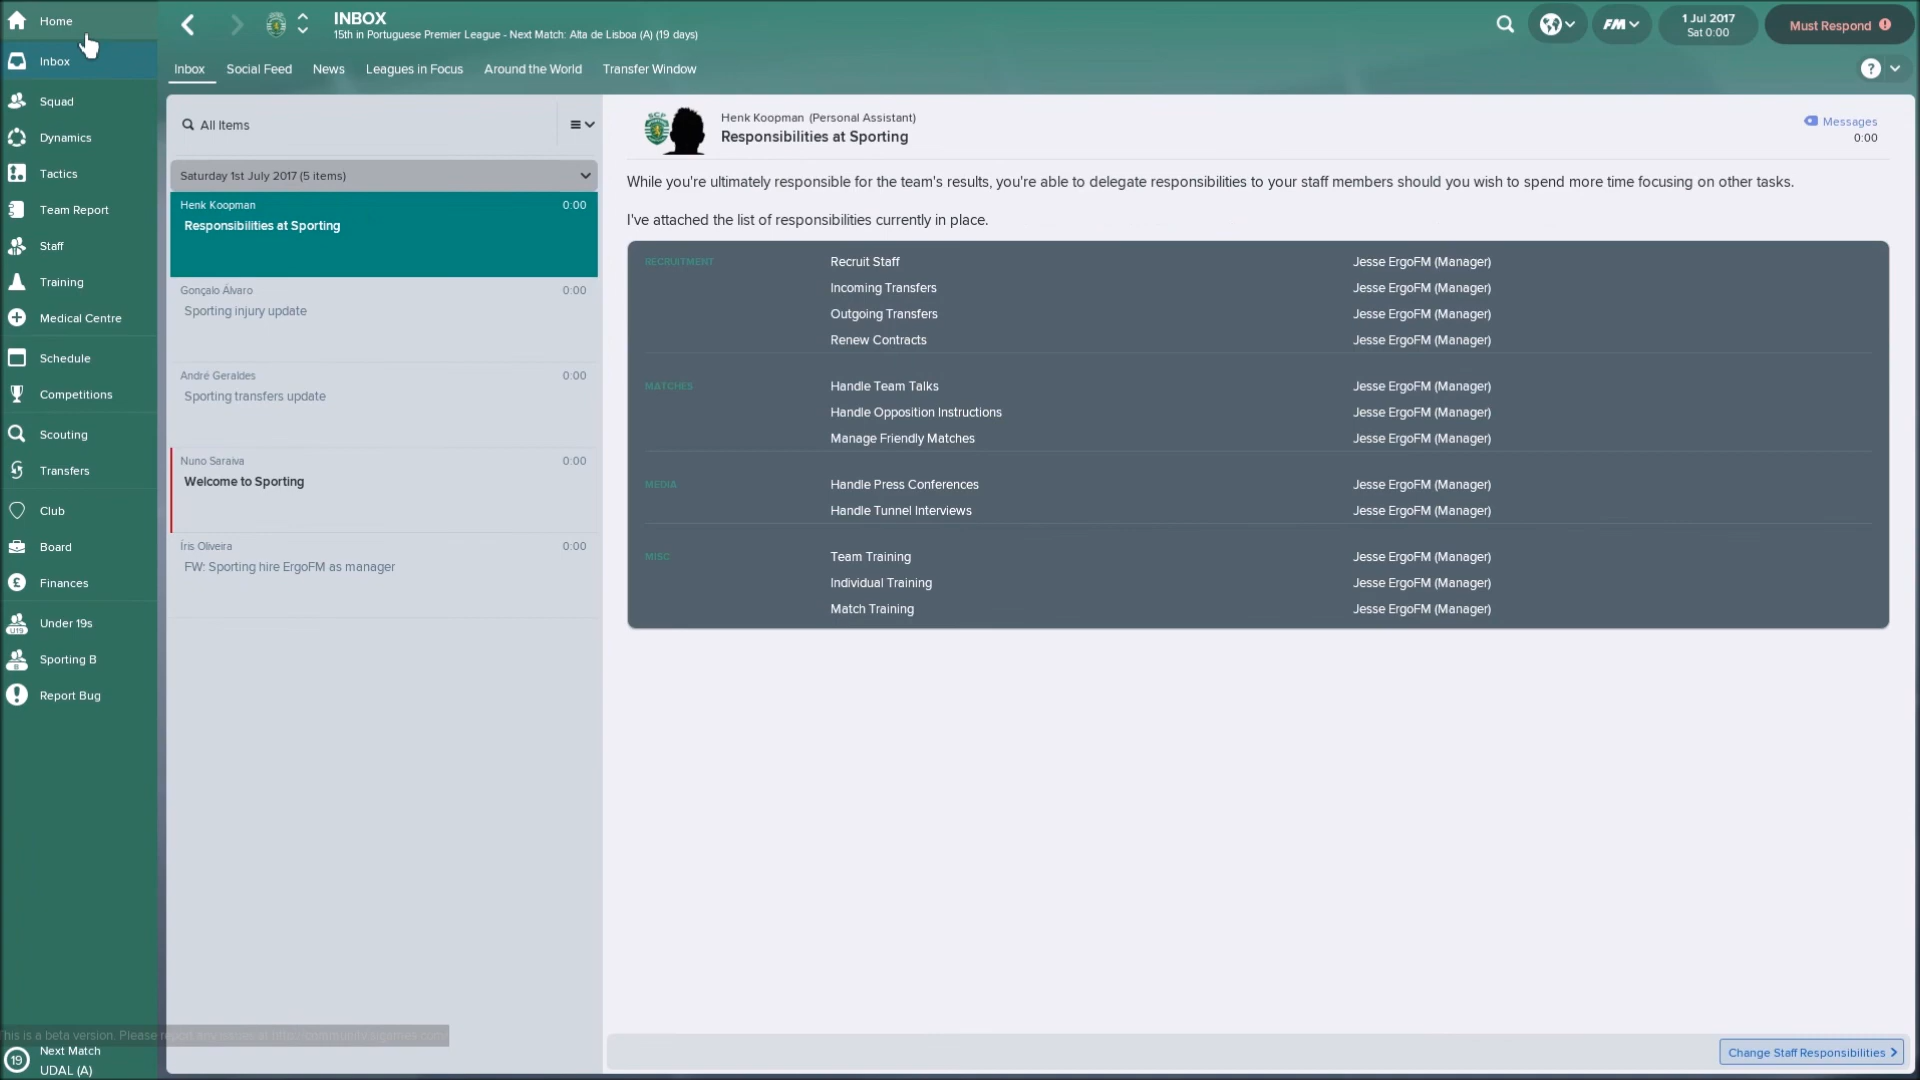 Home
Inbox
Squad
Dynamics
Tactics
Team Report
Staff
Training
Medical Centre
Schedule
Competitions
Scouting
Transfers
Club
Board
Finances
Under 19s
Sporting B
Report Bug
INBOX
15th in Portuguese Premier League - Next Match: Alta de Lisboa (A) (19 days)
FM
1 Jul 2017
Sat 0:00
Must Respond
Inbox Social Feed News Leagues in Focus Around the World Transfer Window
All Items
Saturday 1st July 2017 (5 items)
Henk Koopman 0:00
Responsibilities at Sporting
Gonçalo Álvaro 0:00
Sporting injury update
André Geraldes 0:00
Sporting transfers update
Nuno Saraiva 0:00
Welcome to Sporting
Íris Oliveira 0:00
FW: Sporting hire ErgoFM as manager
Henk Koopman (Personal Assistant)
Responsibilities at Sporting
Messages
0:00
While you're ultimately responsible for the team's results, you're able to delegate responsibilities to your staff members should you wish to spend more time focusing on other tasks.
I've attached the list of responsibilities currently in place.
RECRUITMENT Recruit Staff Jesse ErgoFM (Manager)
Incoming Transfers Jesse ErgoFM (Manager)
Outgoing Transfers Jesse ErgoFM (Manager)
Renew Contracts Jesse ErgoFM (Manager)
MATCHES Handle Team Talks Jesse ErgoFM (Manager)
Handle Opposition Instructions Jesse ErgoFM (Manager)
Manage Friendly Matches Jesse ErgoFM (Manager)
MEDIA Handle Press Conferences Jesse ErgoFM (Manager)
Handle Tunnel Interviews Jesse ErgoFM (Manager)
MISC Team Training Jesse ErgoFM (Manager)
Individual Training Jesse ErgoFM (Manager)
Match Training Jesse ErgoFM (Manager)
This is a beta version. Please
19
Next Match
UDAL (A)
Change Staff Responsibilities